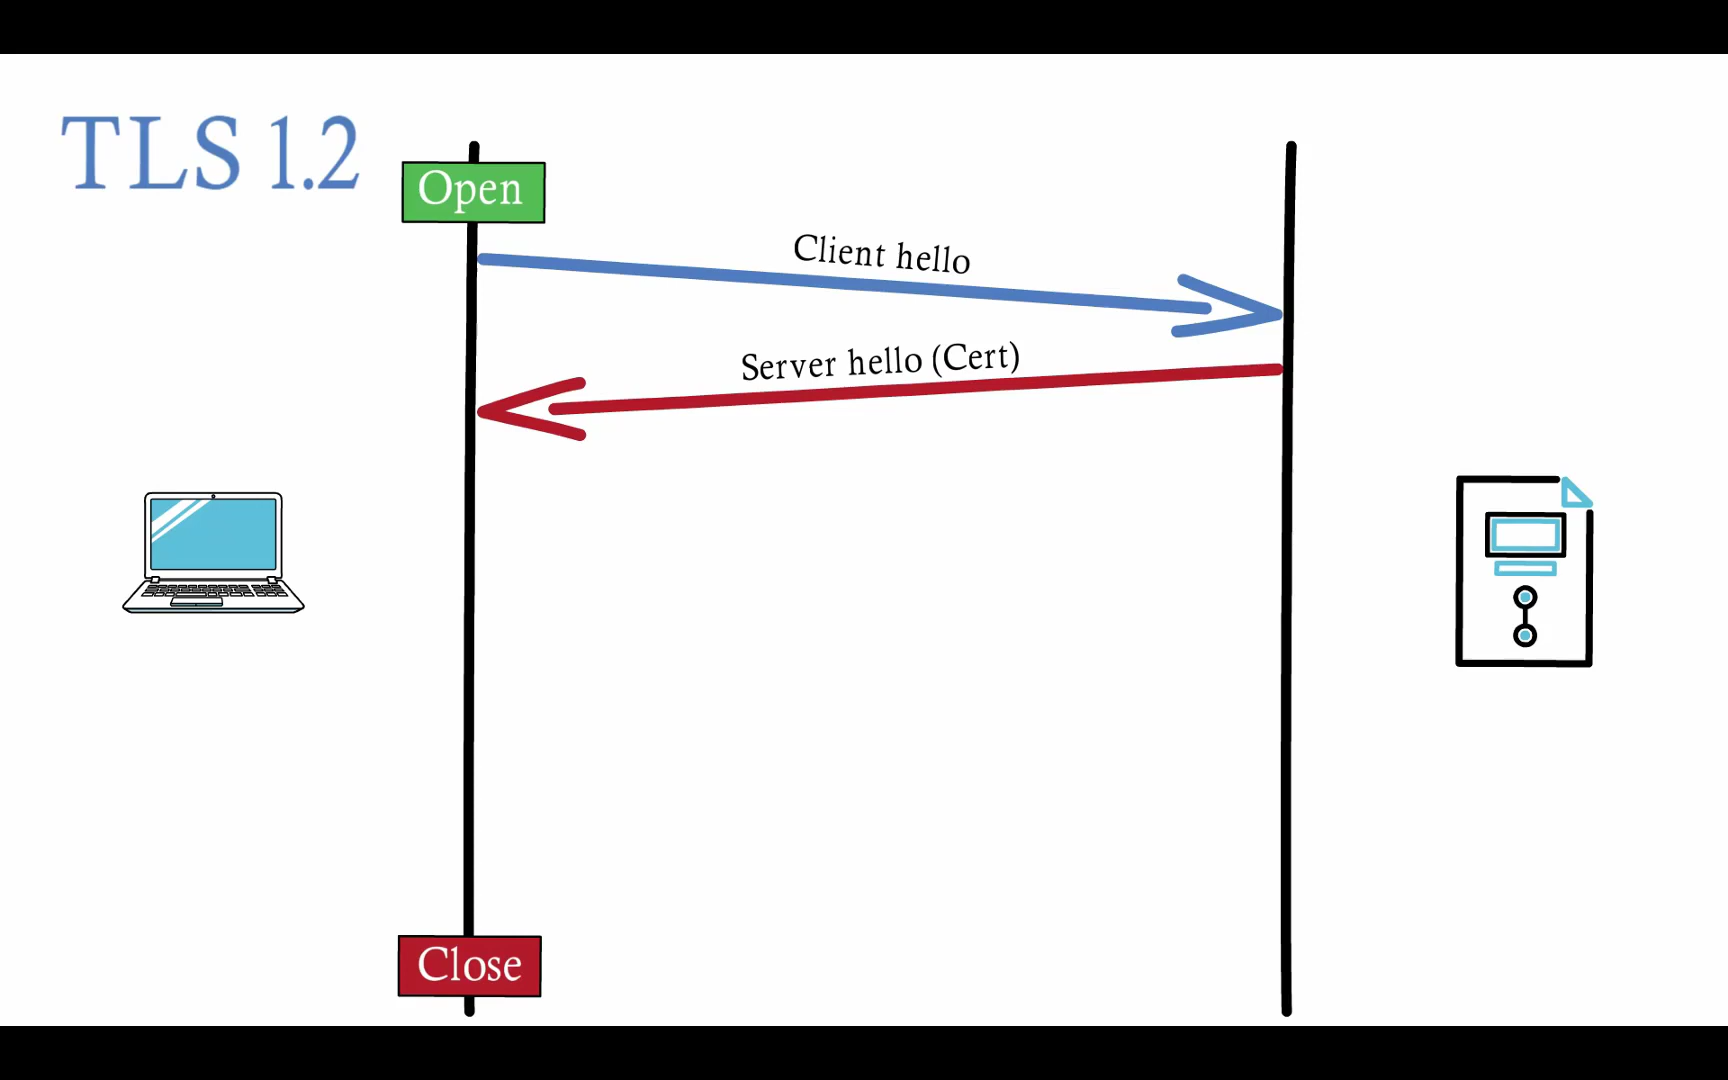 TLS 1.2
Open
Client hello
Server hello (Cert)
Close